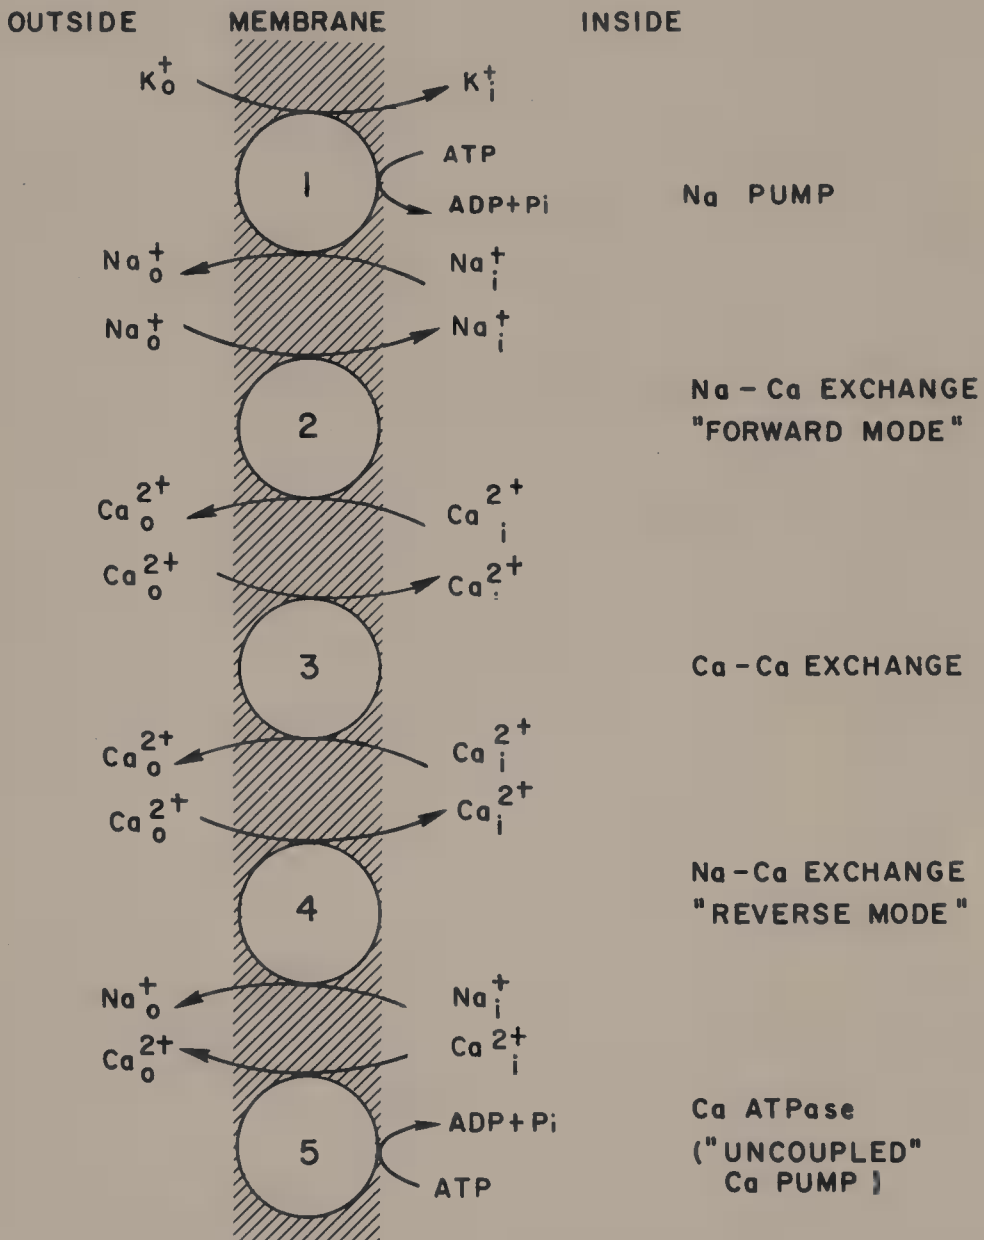 OUTSIDE MEMBRANE INSIDE
K⁺ₒ K⁺ᵢ
ATP
1
ADP+Pi
Na PUMP
Na⁺ₒ Na⁺ᵢ
Na⁺ₒ Na⁺ᵢ
Na-Ca EXCHANGE
2
"FORWARD MODE"
Ca²⁺ₒ Ca²⁺ᵢ
Ca²⁺ₒ Ca²⁺ᵢ
3
Ca-Ca EXCHANGE
Ca²⁺ₒ Ca²⁺ᵢ
Ca²⁺ₒ Ca²⁺ᵢ
Na-Ca EXCHANGE
4
"REVERSE MODE"
Na⁺ₒ Na⁺ᵢ
Ca²⁺ₒ Ca²⁺ᵢ
Ca ATPase
ADP+Pi
5
("UNCOUPLED"
Ca PUMP)
ATP